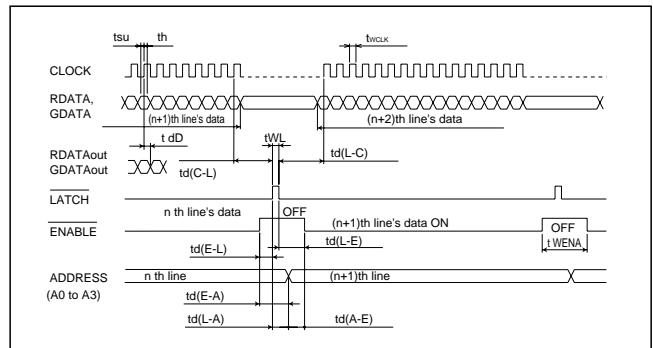 tsu th tWCLK
CLOCK
RDATA,
GDATA
(n+1)th line's data (n+2)th line's data
t dD tWL
RDATAout
GDATAout
td(C-L) td(L-C)
LATCH
n th line's data OFF (n+1)th line's data ON OFF
ENABLE
td(L-E) t WENA
td(E-L)
ADDRESS n th line (n+1)th line
(A0 to A3)
td(E-A)
td(L-A) td(A-E)